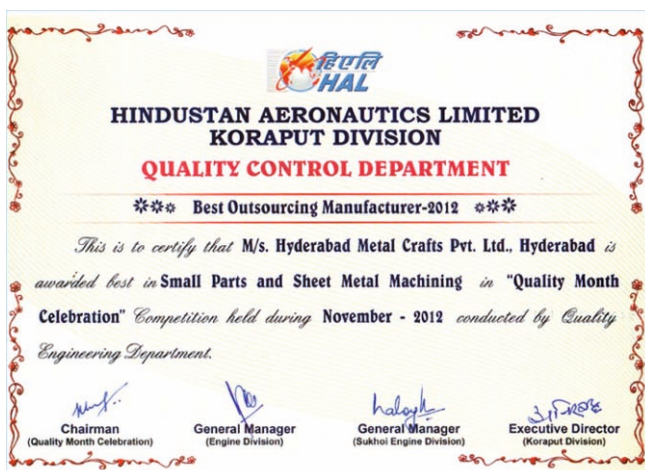 हिएलि
HAL
HINDUSTAN AERONAUTICS LIMITED
KORAPUT DIVISION
QUALITY CONTROL DEPARTMENT
Best Outsourcing Manufacturer-2012
This is to certify that M/s. Hyderabad Metal Crafts Pvt. Ltd., Hyderabad is
awarded best in Small Parts and Sheet Metal Machining in "Quality Month
Celebration" Competition held during November - 2012 conducted by Quality
Engineering Department.
Chairman
(Quality Month Celebration)
General Manager
(Engine Division)
General Manager
(Sukhoi Engine Division)
Executive Director
(Koraput Division)